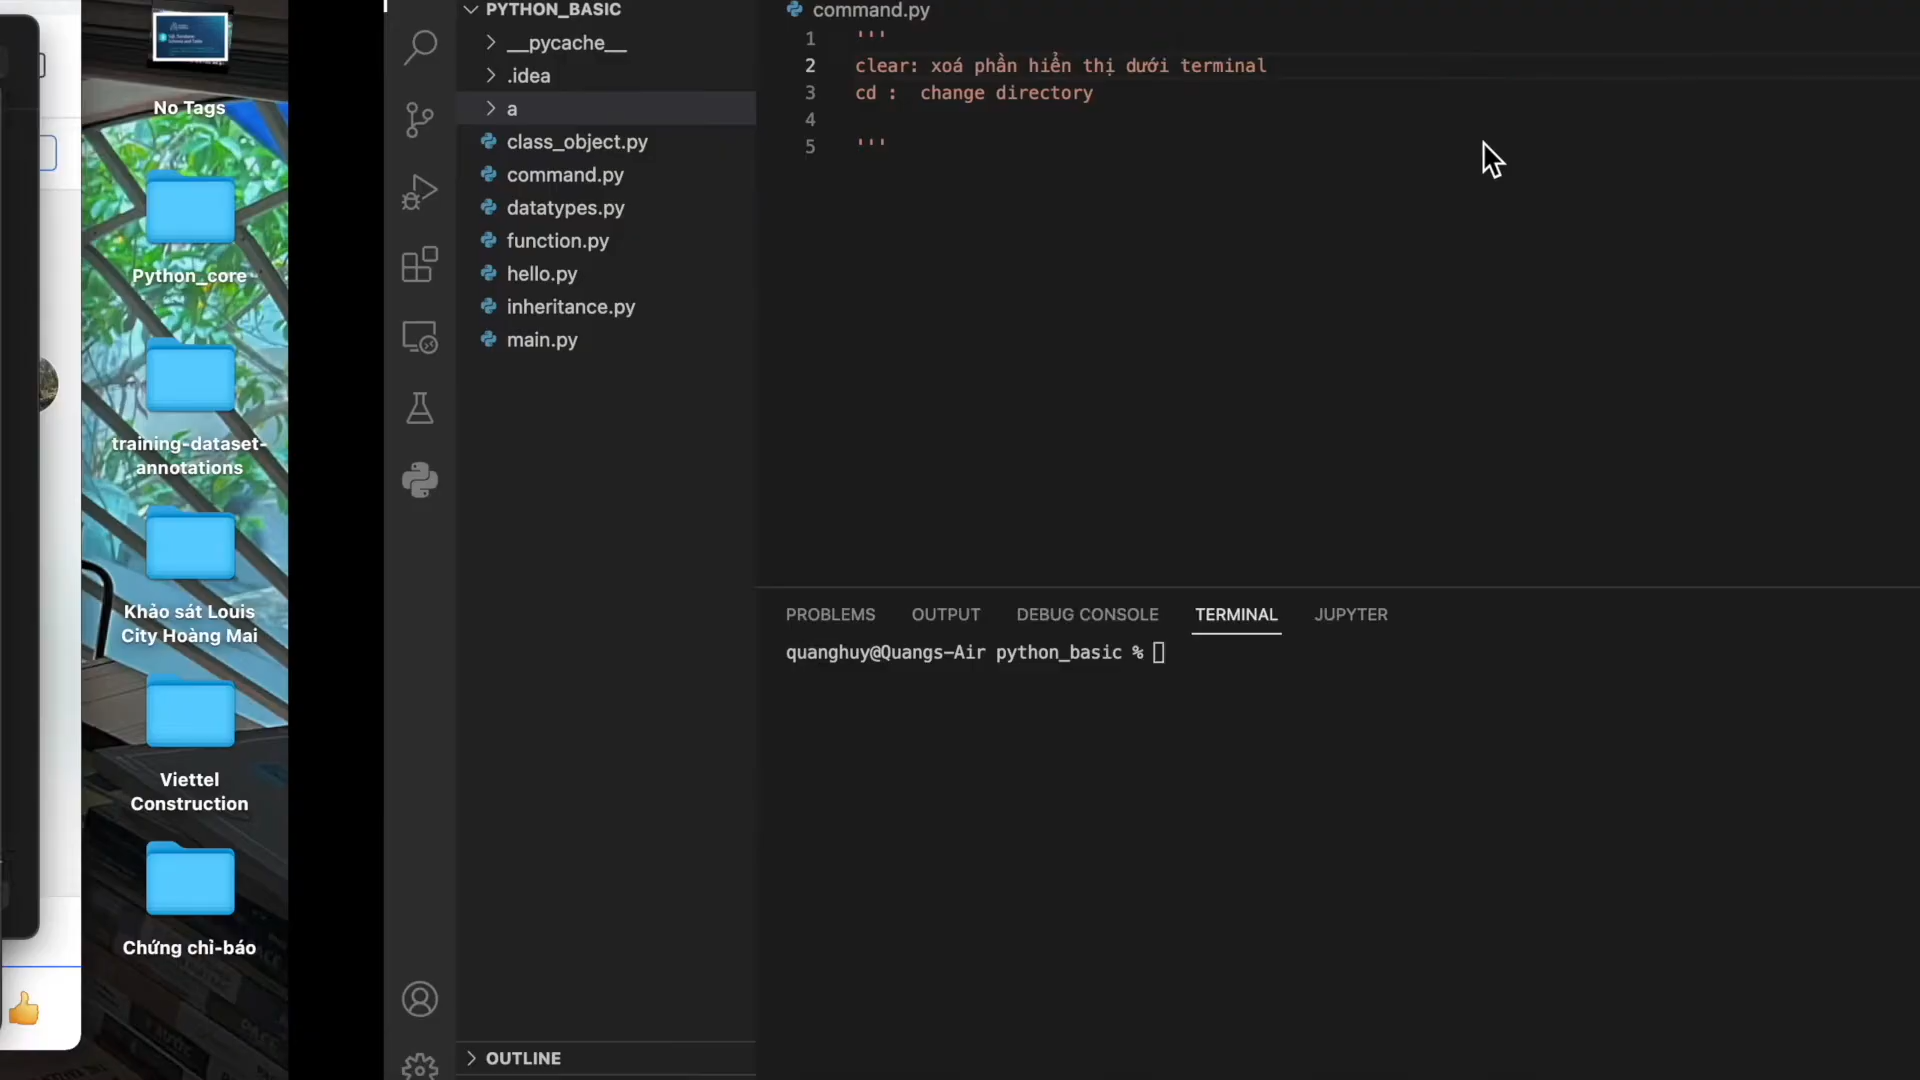 No Tags
Python_core
training-dataset-
annotations
Khảo sát Louis
City Hoàng Mai
Viettel
Construction
Chứng chỉ-báo
PYTHON_BASIC
__pycache__
.idea
a
class_object.py
command.py
datatypes.py
function.py
hello.py
inheritance.py
main.py
OUTLINE
command.py
1 '''
2 clear: xoá phần hiển thị dưới terminal
3 cd :  change directory
4
5 '''
PROBLEMS OUTPUT DEBUG CONSOLE TERMINAL JUPYTER
quanghuy@Quangs-Air python_basic %